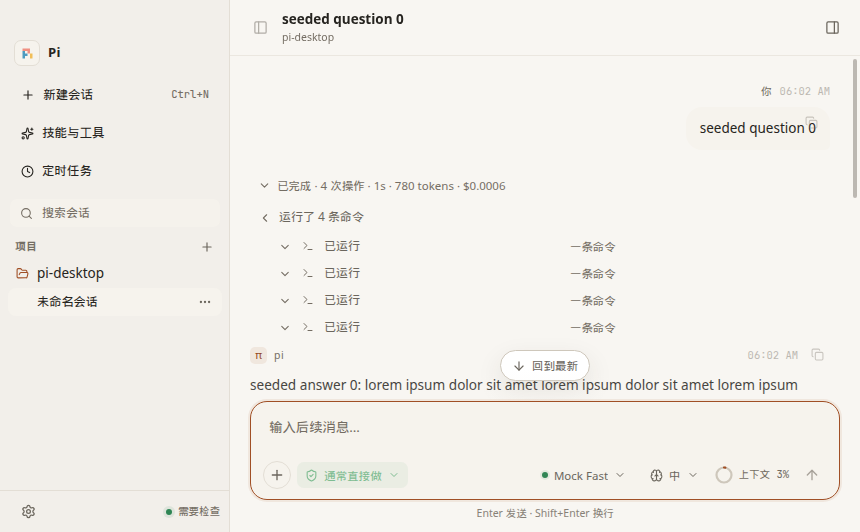 Pi
新建会话 Ctrl+N
技能与工具
定时任务
搜索会话
项目
pi-desktop
未命名会话
需要检查
seeded question 0
pi-desktop
你 06:02 AM
seeded question 0
已完成 · 4 次操作 · 1s · 780 tokens · $0.0006
运行了 4 条命令
已运行 一条命令
已运行 一条命令
已运行 一条命令
已运行 一条命令
π pi 06:02 AM
回到最新
seeded answer 0: lorem ipsum dolor sit amet lorem ipsum dolor sit amet lorem ipsum
输入后续消息...
通常直接做 Mock Fast 中 上下文 3%
Enter 发送 · Shift+Enter 换行